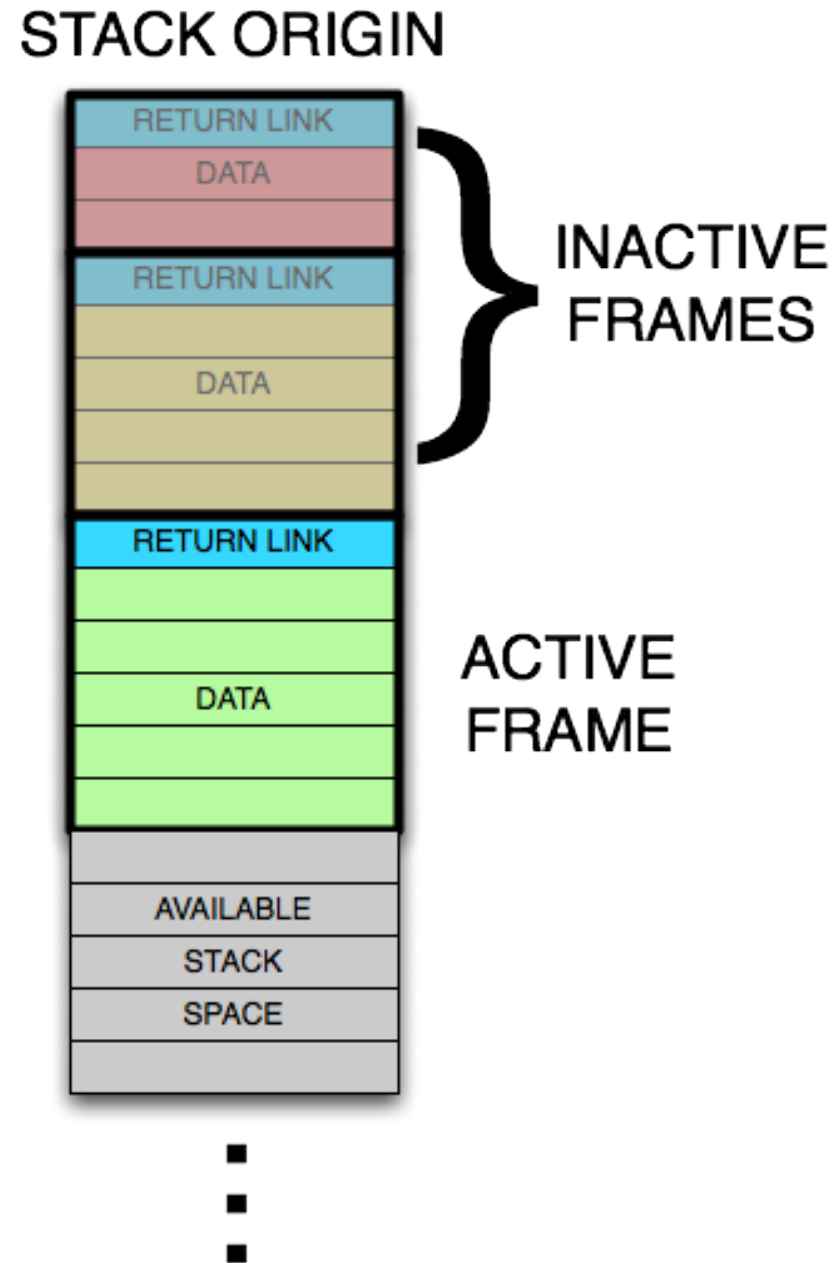 STACK ORIGIN
RETURN LINK
DATA
RETURN LINK
DATA
INACTIVE
FRAMES
RETURN LINK
DATA
ACTIVE
FRAME
AVAILABLE
STACK
SPACE